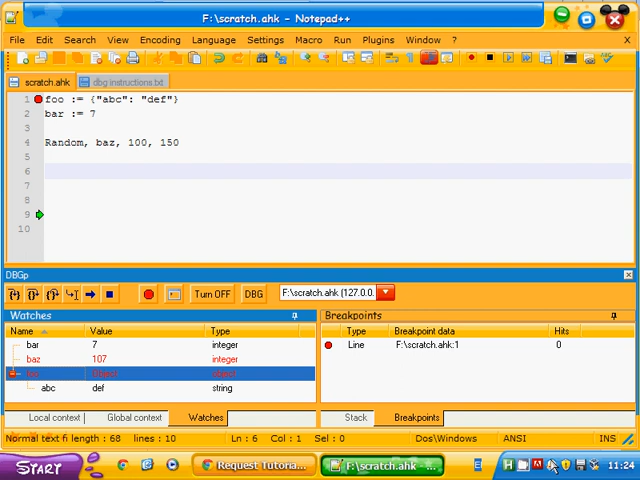 F:\scratch.ahk - Notepad++
File Edit Search View Encoding Language Settings Macro Run Plugins Window ? X
scratch.ahk dbg instructions.txt
1 foo := {"abc": "def"}
2 bar := 7
3
4 Random, baz, 100, 150
5
6
7
8
9
10
DBGp
Turn OFF DBG F:\scratch.ahk (127.0.0.
Watches
Name Value Type
bar 7 integer
baz 107 integer
Object object
abc def string
Local context Global context Watches
Breakpoints
Type Breakpoint data Hits
Line F:\scratch.ahk:1 0
Stack Breakpoints
Normal text fi length : 68 lines : 10 Ln : 6 Col : 1 Sel : 0 Dos\Windows ANSI INS
START Request Tutoria... F:\scratch.ahk - ... 11:24